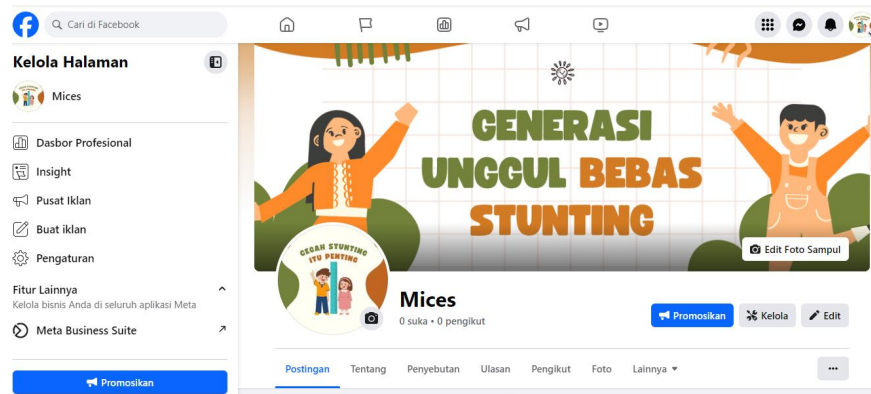 Cari di Facebook
Kelola Halaman
Mices
Dasbor Profesional
Insight
Pusat Iklan
Buat iklan
Pengaturan
Fitur Lainnya
Kelola bisnis Anda di seluruh aplikasi Meta
Meta Business Suite
Promosikan
GENERASI
UNGGUL BEBAS
STUNTING
Edit Foto Sampul
CEGAH STUNTING
ITU PENTING
Mices
0 suka • 0 pengikut
Promosikan
Kelola
Edit
Postingan Tentang Penyebutan Ulasan Pengikut Foto Lainnya